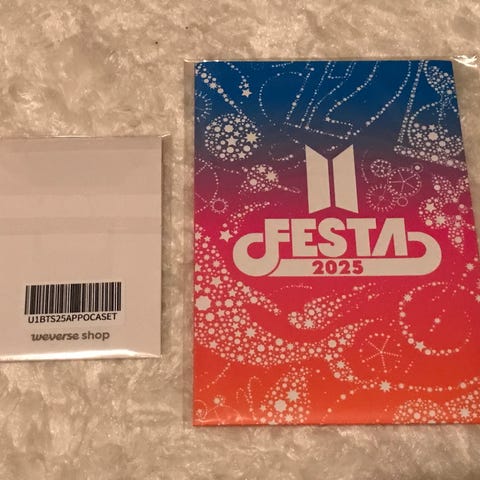 U1BTS25APPOCASET
weverse shop
FESTA
2025